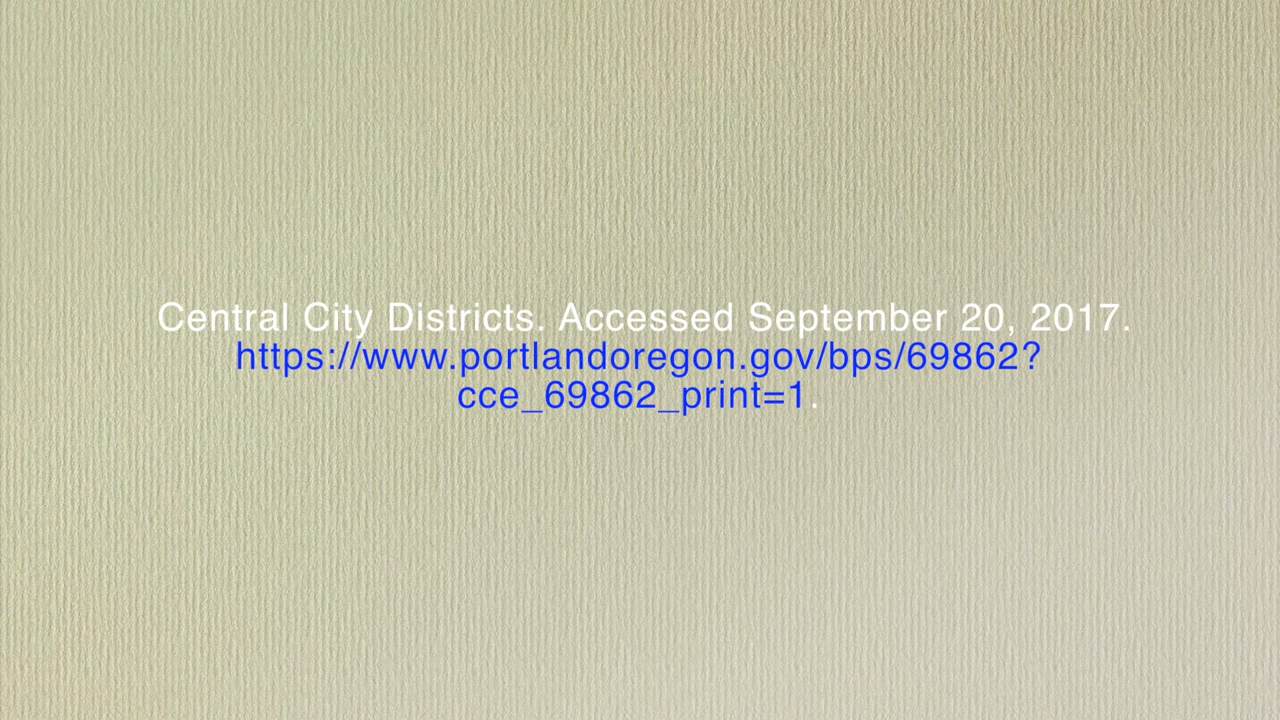 Central City Districts. Accessed September 20, 2017.
https://www.portlandoregon.gov/bps/69862?
cce_69862_print=1.